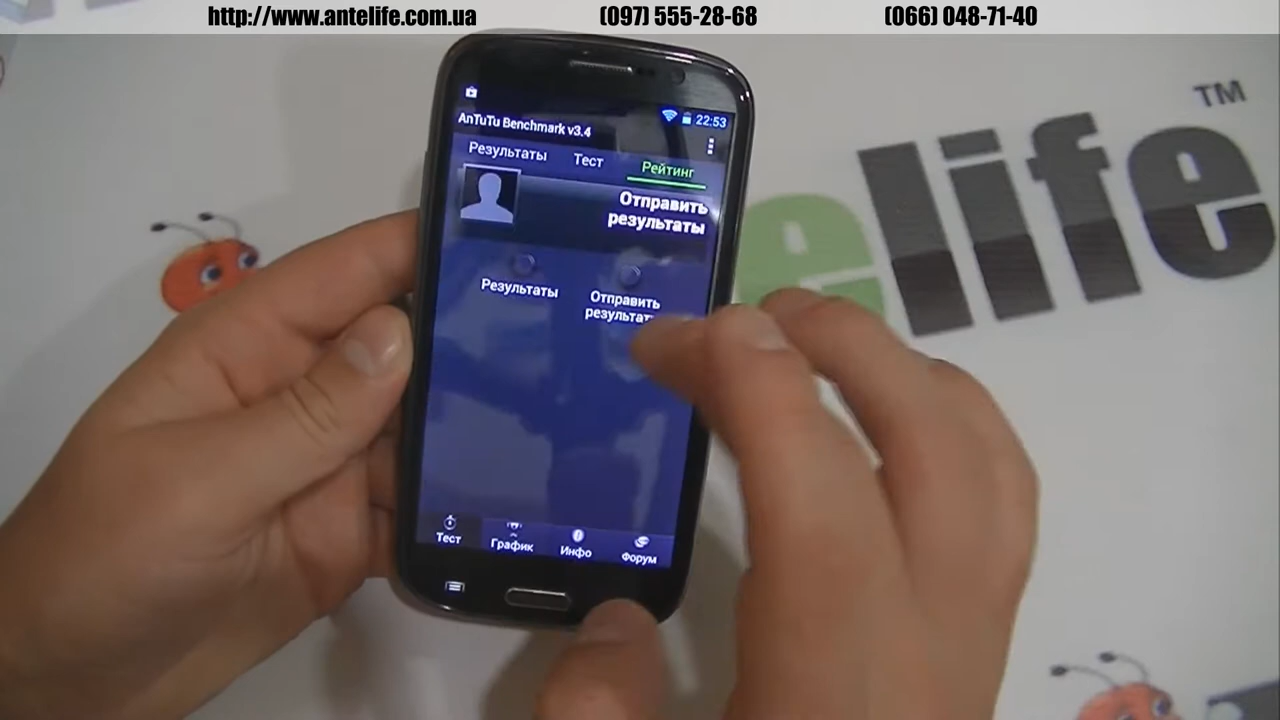 http://www.antelife.com.ua (097) 555-28-68 (066) 048-71-40
TM
elife
22:53
AnTuTu Benchmark v3.4
Результаты Тест Рейтинг
Отправить
результаты
Результаты
Отправить
Тест График Инфо Форум